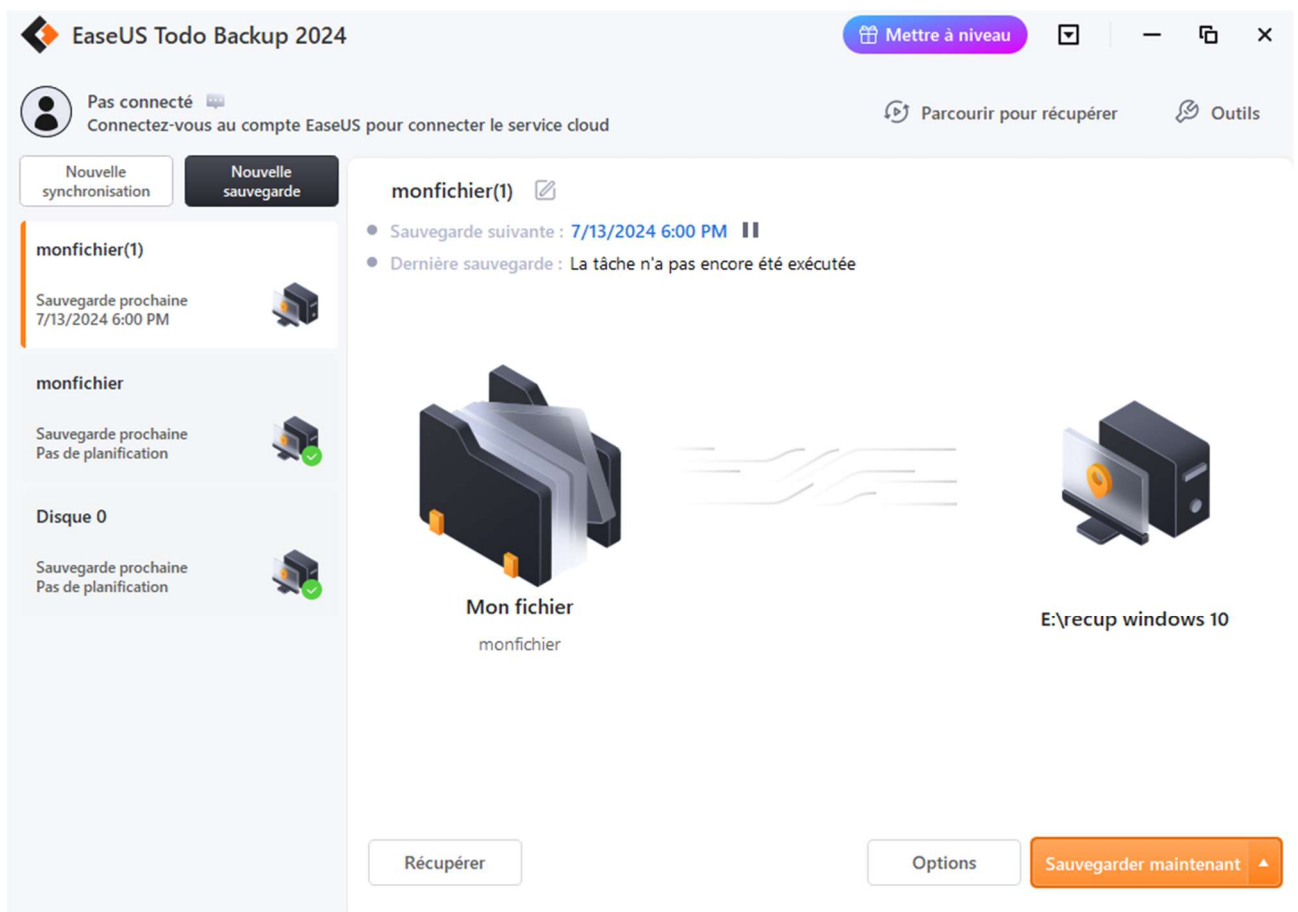 EaseUS Todo Backup 2024
Mettre à niveau
Pas connecté
Connectez-vous au compte EaseUS pour connecter le service cloud
Parcourir pour récupérer
Outils
Nouvelle
synchronisation
Nouvelle
sauvegarde
monfichier(1)
Sauvegarde prochaine
7/13/2024 6:00 PM
monfichier
Sauvegarde prochaine
Pas de planification
Disque 0
Sauvegarde prochaine
Pas de planification
monfichier(1)
Sauvegarde suivante : 7/13/2024 6:00 PM
Dernière sauvegarde : La tâche n'a pas encore été exécutée
Mon fichier
monfichier
E:\recup windows 10
Récupérer
Options
Sauvegarder maintenant